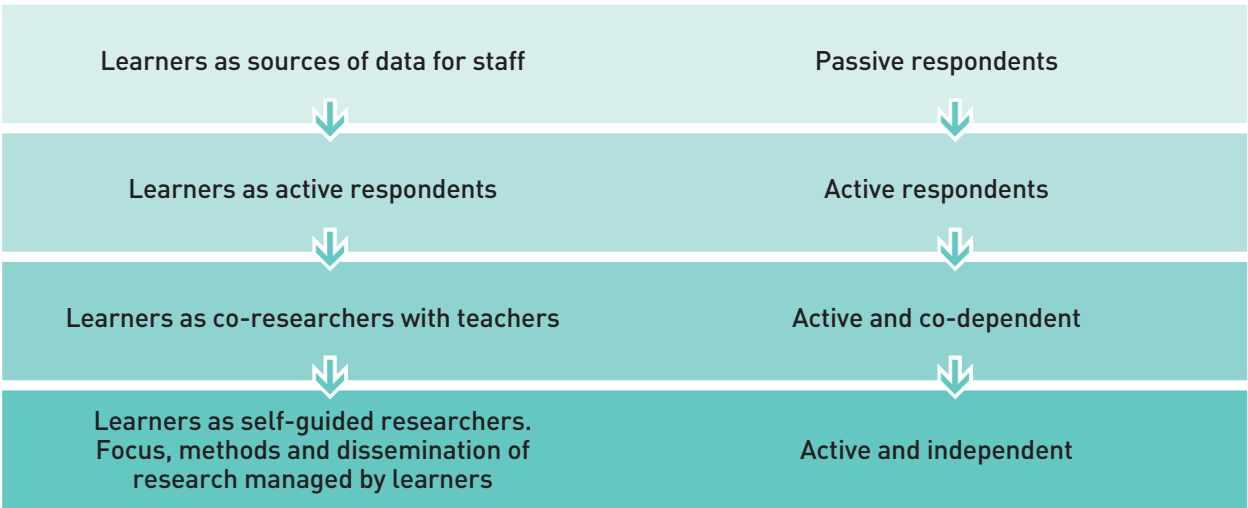 Learners as sources of data for staff
Passive respondents
Learners as active respondents
Active respondents
Learners as co-researchers with teachers
Active and co-dependent
Learners as self-guided researchers.
Focus, methods and dissemination of
research managed by learners
Active and independent